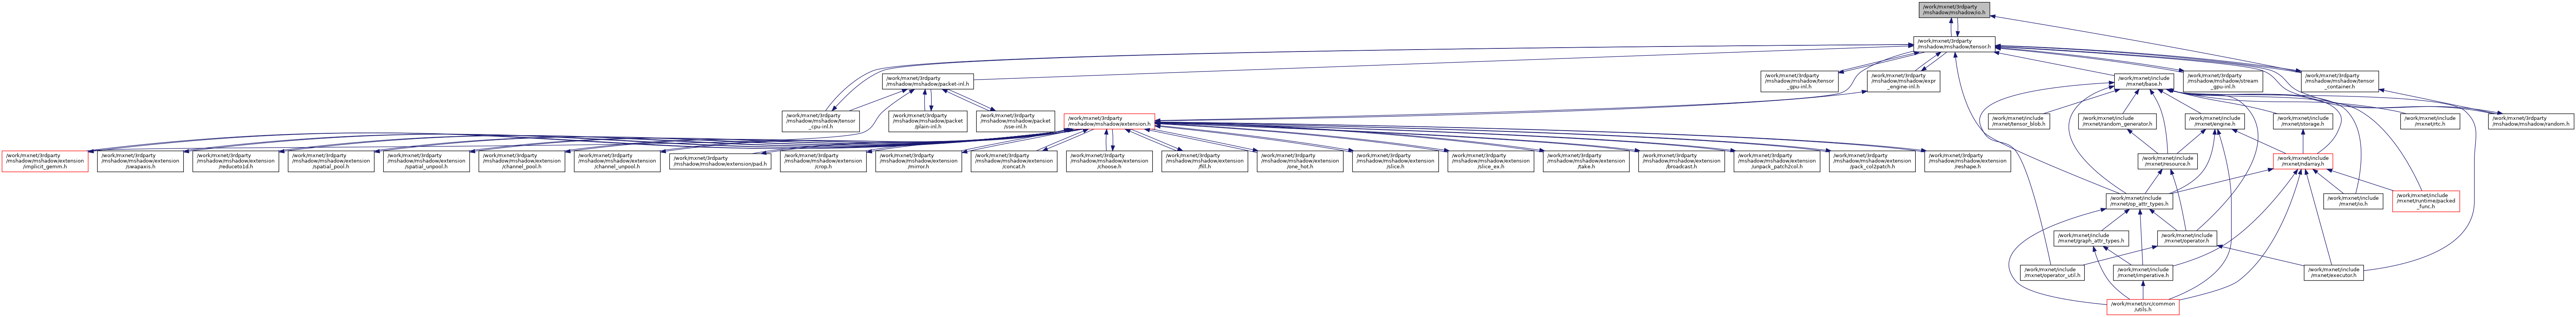 /work/mxnet/3rdparty
/mshadow/mshadow/io.h
/work/mxnet/3rdparty
/mshadow/mshadow/tensor.h
/work/mxnet/3rdparty
/mshadow/mshadow/packet-inl.h
/work/mxnet/3rdparty
/mshadow/mshadow/tensor
_gpu-inl.h
/work/mxnet/3rdparty
/mshadow/mshadow/expr
_engine-inl.h
/work/mxnet/include
/mxnet/base.h
/work/mxnet/3rdparty
/mshadow/mshadow/stream
_gpu-inl.h
/work/mxnet/3rdparty
/mshadow/mshadow/tensor
_container.h
/work/mxnet/3rdparty
/mshadow/mshadow/tensor
_cpu-inl.h
/work/mxnet/3rdparty
/mshadow/mshadow/packet
/plain-inl.h
/work/mxnet/3rdparty
/mshadow/mshadow/packet
/sse-inl.h
/work/mxnet/3rdparty
/mshadow/mshadow/extension.h
/work/mxnet/include
/mxnet/tensor_blob.h
/work/mxnet/include
/mxnet/random_generator.h
/work/mxnet/include
/mxnet/engine.h
/work/mxnet/include
/mxnet/storage.h
/work/mxnet/include
/mxnet/rtc.h
/work/mxnet/3rdparty
/mshadow/mshadow/random.h
/work/mxnet/3rdparty
/mshadow/mshadow/extension
/implicit_gemm.h
/work/mxnet/3rdparty
/mshadow/mshadow/extension
/swapaxis.h
/work/mxnet/3rdparty
/mshadow/mshadow/extension
/reduceto1d.h
/work/mxnet/3rdparty
/mshadow/mshadow/extension
/spatial_pool.h
/work/mxnet/3rdparty
/mshadow/mshadow/extension
/spatial_unpool.h
/work/mxnet/3rdparty
/mshadow/mshadow/extension
/channel_pool.h
/work/mxnet/3rdparty
/mshadow/mshadow/extension
/channel_unpool.h
/work/mxnet/3rdparty
/mshadow/mshadow/extension/pad.h
/work/mxnet/3rdparty
/mshadow/mshadow/extension
/crop.h
/work/mxnet/3rdparty
/mshadow/mshadow/extension
/mirror.h
/work/mxnet/3rdparty
/mshadow/mshadow/extension
/concat.h
/work/mxnet/3rdparty
/mshadow/mshadow/extension
/choose.h
/work/mxnet/3rdparty
/mshadow/mshadow/extension
/fill.h
/work/mxnet/3rdparty
/mshadow/mshadow/extension
/one_hot.h
/work/mxnet/3rdparty
/mshadow/mshadow/extension
/slice.h
/work/mxnet/3rdparty
/mshadow/mshadow/extension
/slice_ex.h
/work/mxnet/3rdparty
/mshadow/mshadow/extension
/take.h
/work/mxnet/3rdparty
/mshadow/mshadow/extension
/broadcast.h
/work/mxnet/3rdparty
/mshadow/mshadow/extension
/unpack_patch2col.h
/work/mxnet/3rdparty
/mshadow/mshadow/extension
/pack_col2patch.h
/work/mxnet/3rdparty
/mshadow/mshadow/extension
/reshape.h
/work/mxnet/include
/mxnet/resource.h
/work/mxnet/include
/mxnet/ndarray.h
/work/mxnet/include
/mxnet/op_attr_types.h
/work/mxnet/include
/mxnet/io.h
/work/mxnet/include
/mxnet/runtime/packed
_func.h
/work/mxnet/include
/mxnet/graph_attr_types.h
/work/mxnet/include
/mxnet/operator.h
/work/mxnet/include
/mxnet/operator_util.h
/work/mxnet/include
/mxnet/imperative.h
/work/mxnet/include
/mxnet/executor.h
/work/mxnet/src/common
/utils.h